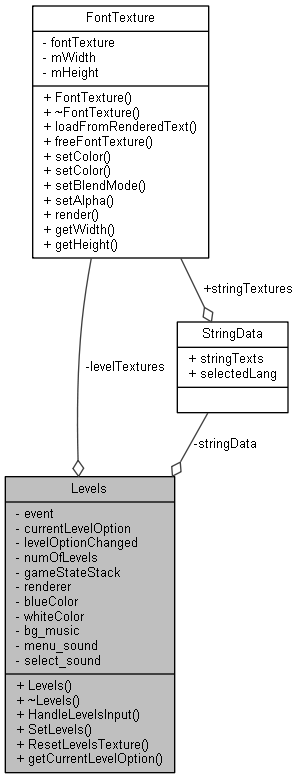 FontTexture
- fontTexture
- mWidth
- mHeight
+ FontTexture()
+ ~FontTexture()
+ loadFromRenderedText()
+ freeFontTexture()
+ setColor()
+ setColor()
+ setBlendMode()
+ setAlpha()
+ render()
+ getWidth()
+ getHeight()
+stringTextures
StringData
+ stringTexts
+ selectedLang
-levelTextures
-stringData
Levels
- event
- currentLevelOption
- levelOptionChanged
- numOfLevels
- gameStateStack
- renderer
- blueColor
- whiteColor
- bg_music
- menu_sound
- select_sound
+ Levels()
+ ~Levels()
+ HandleLevelsInput()
+ SetLevels()
+ ResetLevelsTexture()
+ getCurrentLevelOption()